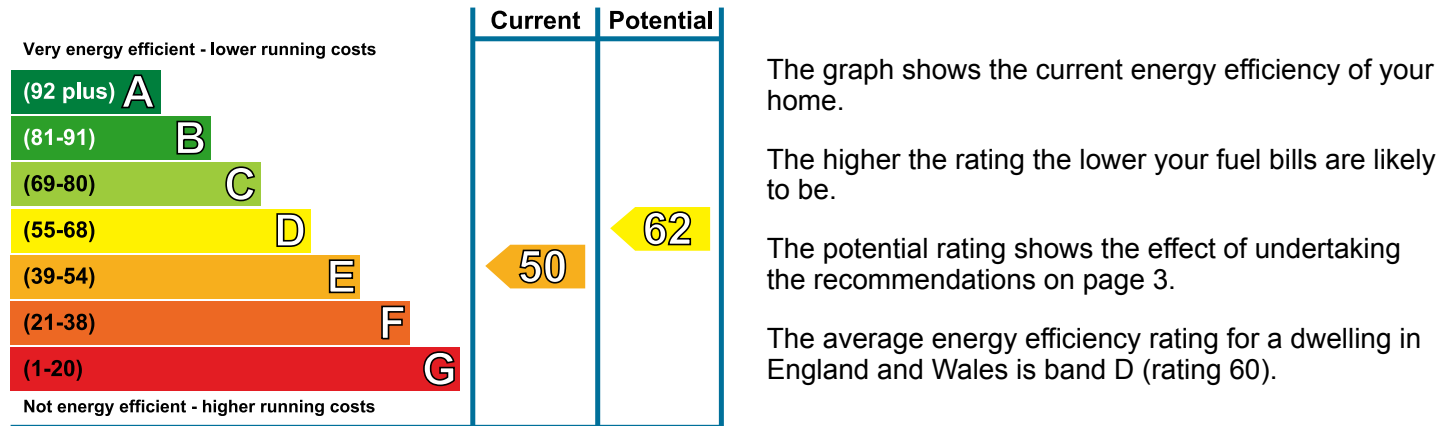 Current Potential
Very energy efficient - lower running costs
(92 plus) A
(81-91) B
(69-80) C
(55-68) D
(39-54) E
(21-38) F
(1-20) G
Not energy efficient - higher running costs
50
62
The graph shows the current energy efficiency of your
home.
The higher the rating the lower your fuel bills are likely
to be.
The potential rating shows the effect of undertaking
the recommendations on page 3.
The average energy efficiency rating for a dwelling in
England and Wales is band D (rating 60).